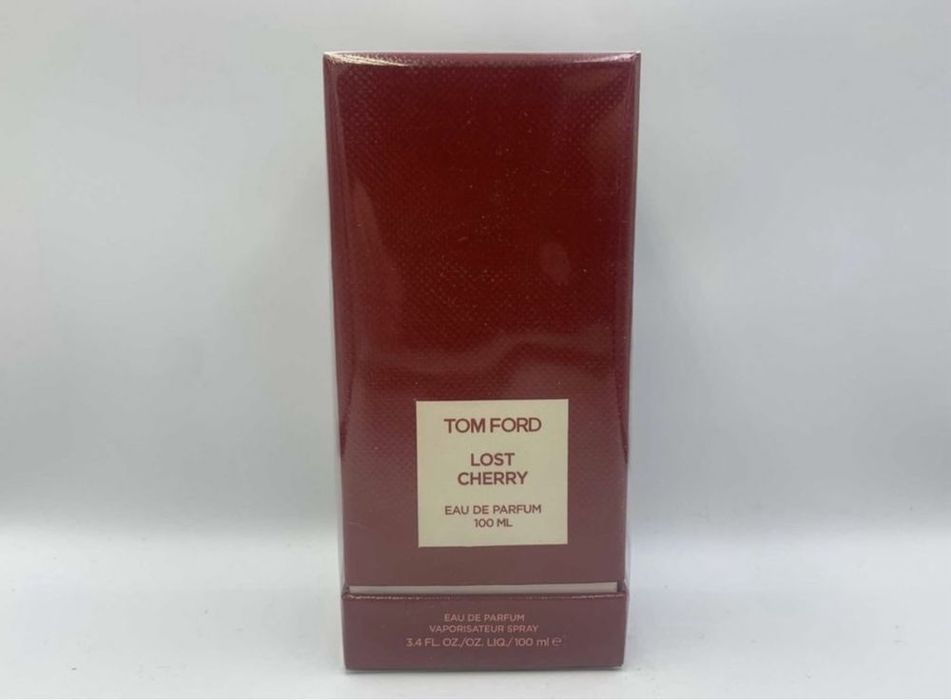 TOM FORD
LOST
CHERRY
EAU DE PARFUM
100 ML
EAU DE PARFUM
VAPORISATEUR SPRAY
3.4 FL. OZ./OZ. LIQ./100 ml ℮